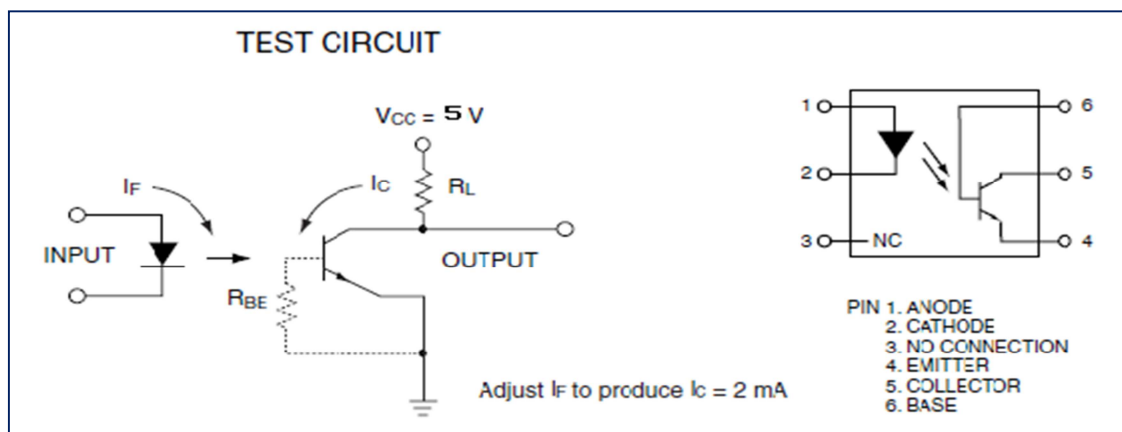 TEST CIRCUIT
VCC = 5 V
IF
IC
RL
INPUT
OUTPUT
RBE
Adjust IF to produce IC = 2 mA
1
6
2
5
3
NC
4
PIN 1. ANODE
2. CATHODE
3. NO CONNECTION
4. EMITTER
5. COLLECTOR
6. BASE